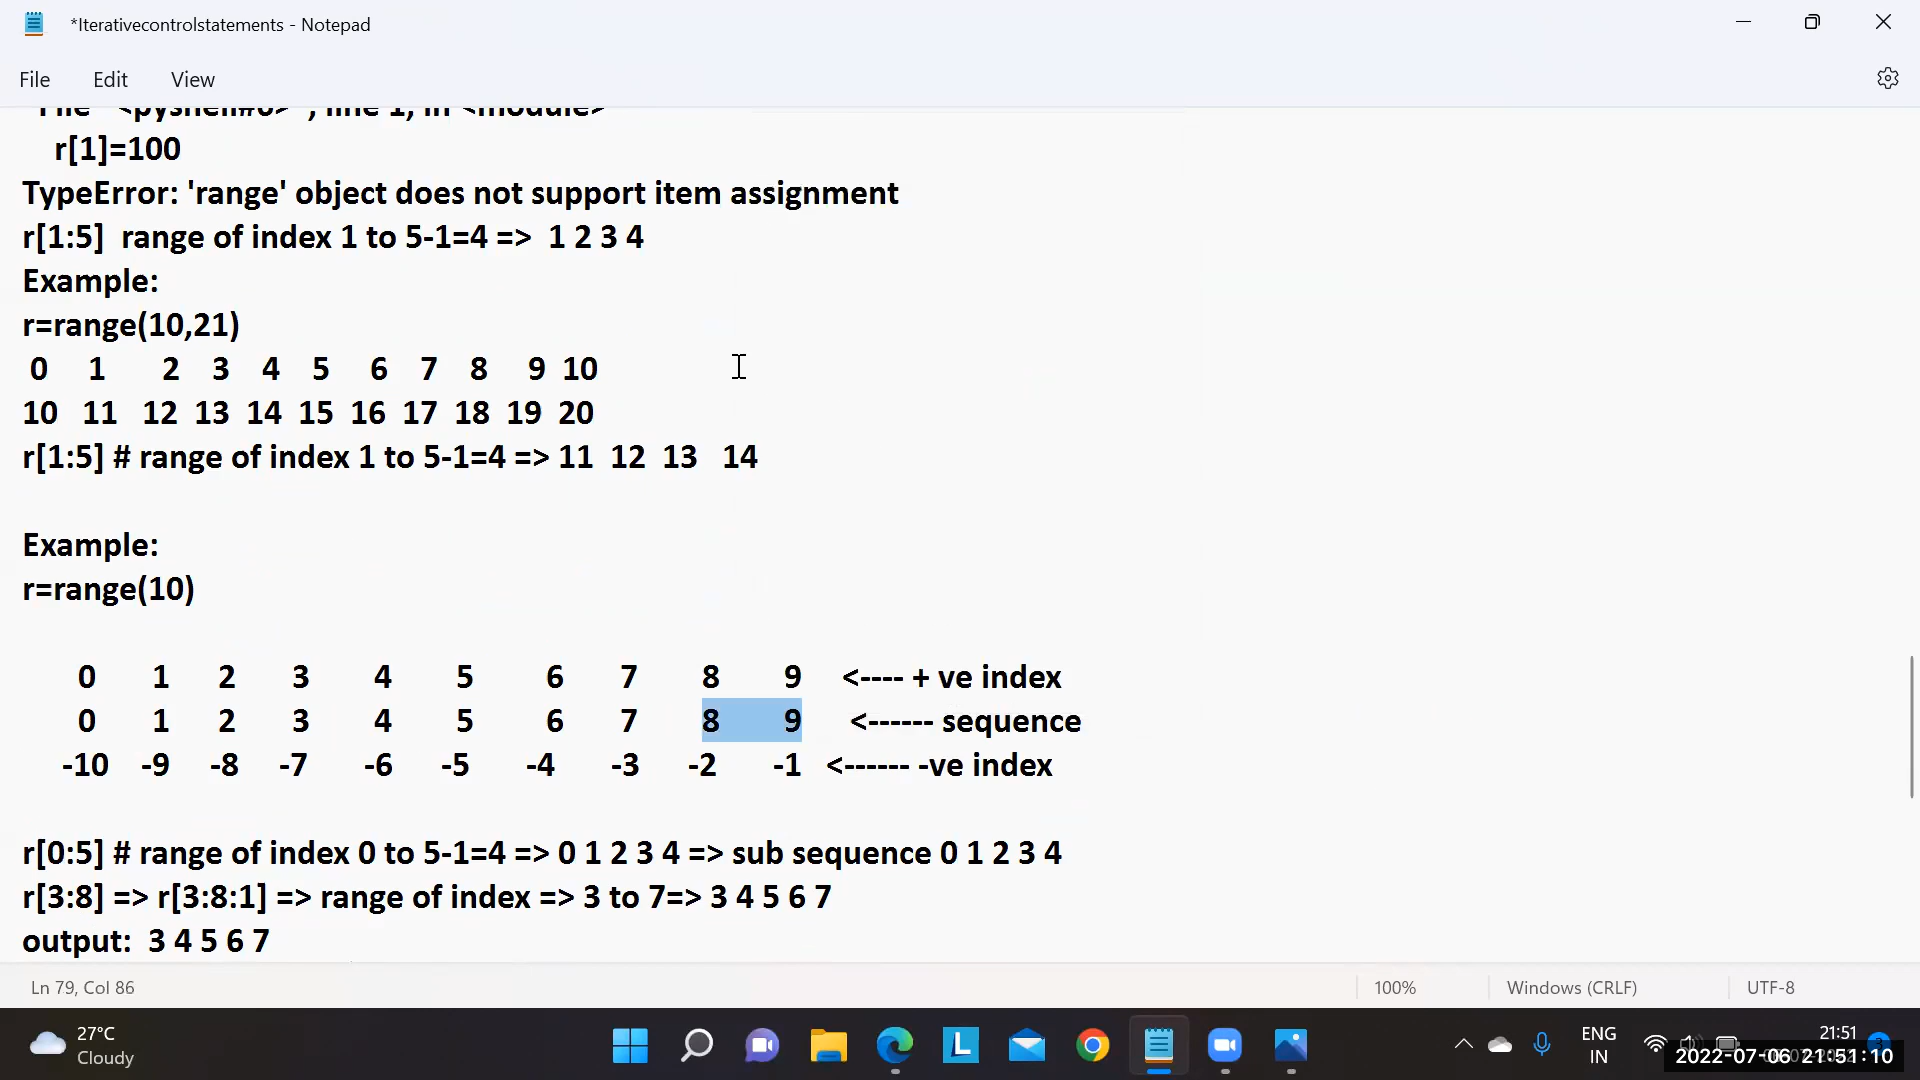 *Iterativecontrolstatements - Notepad
File Edit View
File "<pyshell#6>", line 1, in <module>
r[1]=100
TypeError: 'range' object does not support item assignment
r[1:5] range of index 1 to 5-1=4 => 1 2 3 4
Example:
r=range(10,21)
0 1 2 3 4 5 6 7 8 9 10
10 11 12 13 14 15 16 17 18 19 20
r[1:5] # range of index 1 to 5-1=4 => 11 12 13 14
Example:
r=range(10)
0 1 2 3 4 5 6 7 8 9 <---- + ve index
0 1 2 3 4 5 6 7 8 9 <------ sequence
-10 -9 -8 -7 -6 -5 -4 -3 -2 -1 <------ -ve index
r[0:5] # range of index 0 to 5-1=4 => 0 1 2 3 4 => sub sequence 0 1 2 3 4
r[3:8] => r[3:8:1] => range of index => 3 to 7=> 3 4 5 6 7
output: 3 4 5 6 7
Ln 79, Col 86 100% Windows (CRLF) UTF-8
27°C
Cloudy
L
ENG
IN
21:51
2022-07-06 21:51:10